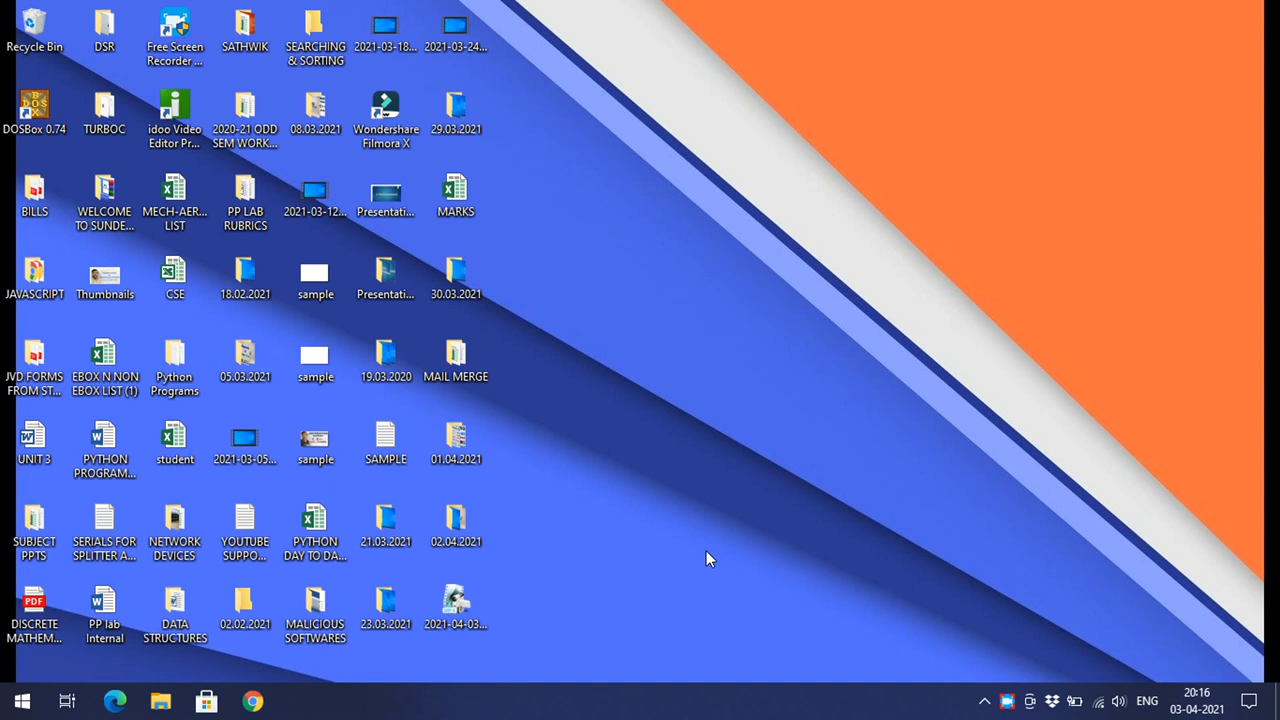 Recycle Bin
DSR
Free Screen
Recorder ...
SATHWIK
SEARCHING
& SORTING
2021-03-18...
2021-03-24...
DOSBox 0.74
TURBOC
idoo Video
Editor Pr...
2020-21 ODD
SEM WORK...
08.03.2021
Wondershare
Filmora X
29.03.2021
BILLS
WELCOME
TO SUNDE...
MECH-AER...
LIST
PP LAB
RUBRICS
2021-03-12...
Presentati...
MARKS
JAVASCRIPT
Thumbnails
CSE
18.02.2021
sample
Presentati...
30.03.2021
JVD FORMS
FROM ST...
EBOX N NON
EBOX LIST (1)
Python
Programs
05.03.2021
sample
19.03.2020
MAIL MERGE
UNIT 3
PYTHON
PROGRAM...
student
2021-03-05...
sample
SAMPLE
01.04.2021
SUBJECT
PPTS
SERIALS FOR
SPLITTER A...
NETWORK
DEVICES
YOUTUBE
SUPPO...
PYTHON
DAY TO DA...
21.03.2021
02.04.2021
PDF
DISCRETE
MATHEM...
PP lab
Internal
DATA
STRUCTURES
02.02.2021
MALICIOUS
SOFTWARES
23.03.2021
2021-04-03...
ENG
20:16
03-04-2021